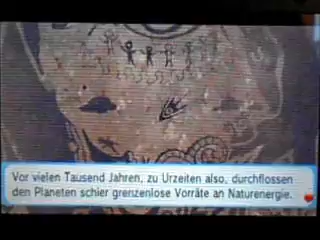 Vor vielen Tausend Jahren, zu Urzeiten also, durchflossen
den Planeten schier grenzenlose Vorräte an Naturenergie.